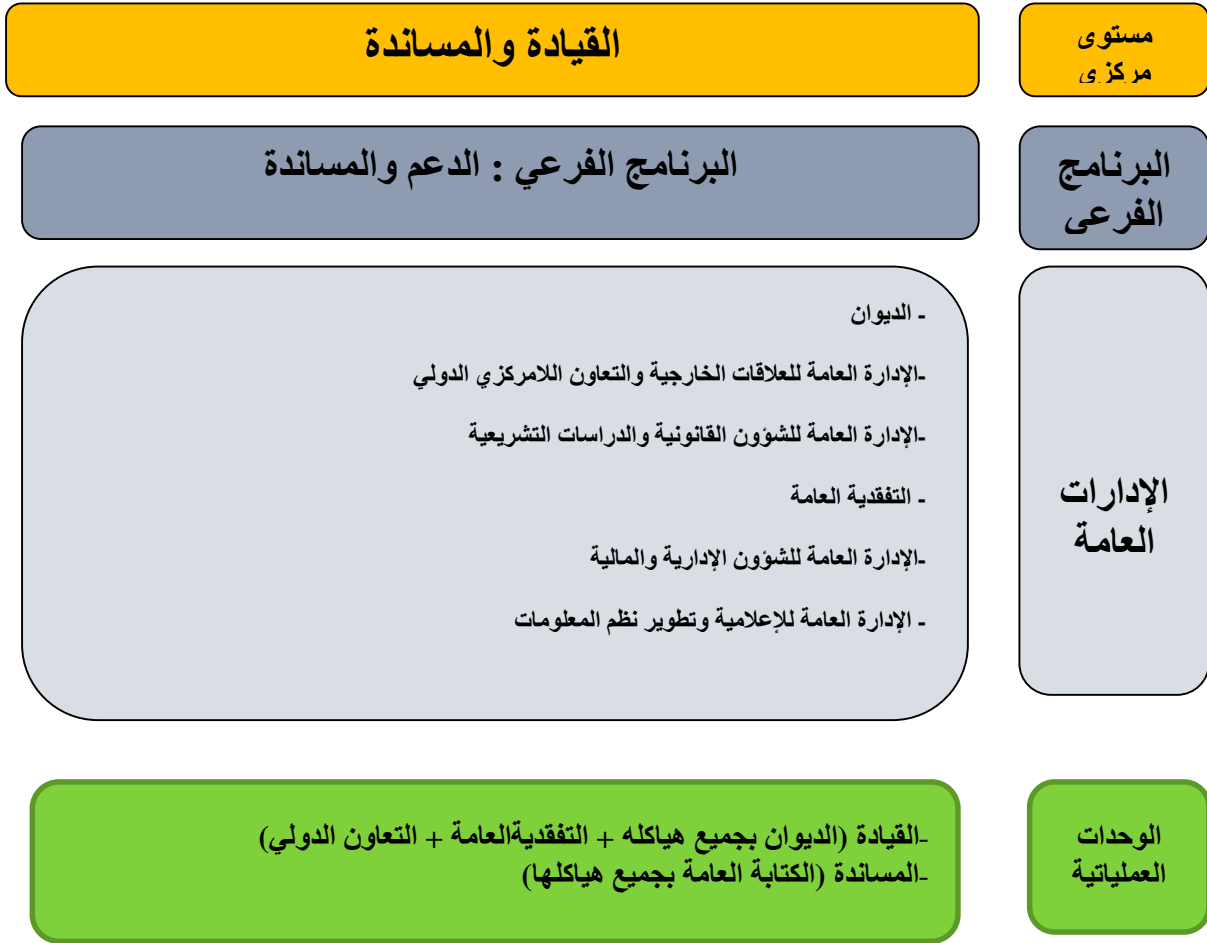 مستوى
مركزي
القيادة والمساندة
البرنامج
الفرعي
البرنامج الفرعي : الدعم والمساندة
الإدارات
العامة
- الديوان
-الإدارة العامة للعلاقات الخارجية والتعاون اللامركزي الدولي
-الإدارة العامة للشؤون القانونية والدراسات التشريعية
- التفقدية العامة
-الإدارة العامة للشؤون الإدارية والمالية
- الإدارة العامة للإعلامية وتطوير نظم المعلومات
الوحدات
العملياتية
-القيادة (الديوان بجميع هياكله + التفقديةالعامة + التعاون الدولي)
-المساندة (الكتابة العامة بجميع هياكلها)